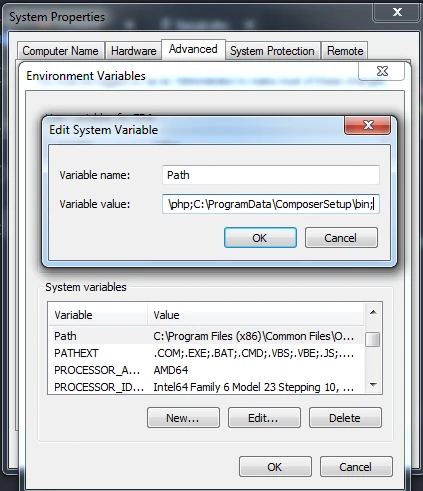 System Properties
Computer Name Hardware Advanced System Protection Remote
Environment Variables
Edit System Variable
Variable name: Path
Variable value: \php;C:\ProgramData\ComposerSetup\bin;
OK Cancel
System variables
Variable Value
Path C:\Program Files (x86)\Common Files\O...
PATHEXT .COM;.EXE;.BAT;.CMD;.VBS;.VBE;.JS;....
PROCESSOR_A... AMD64
PROCESSOR_ID... Intel64 Family 6 Model 23 Stepping 10, ...
New... Edit... Delete
OK Cancel